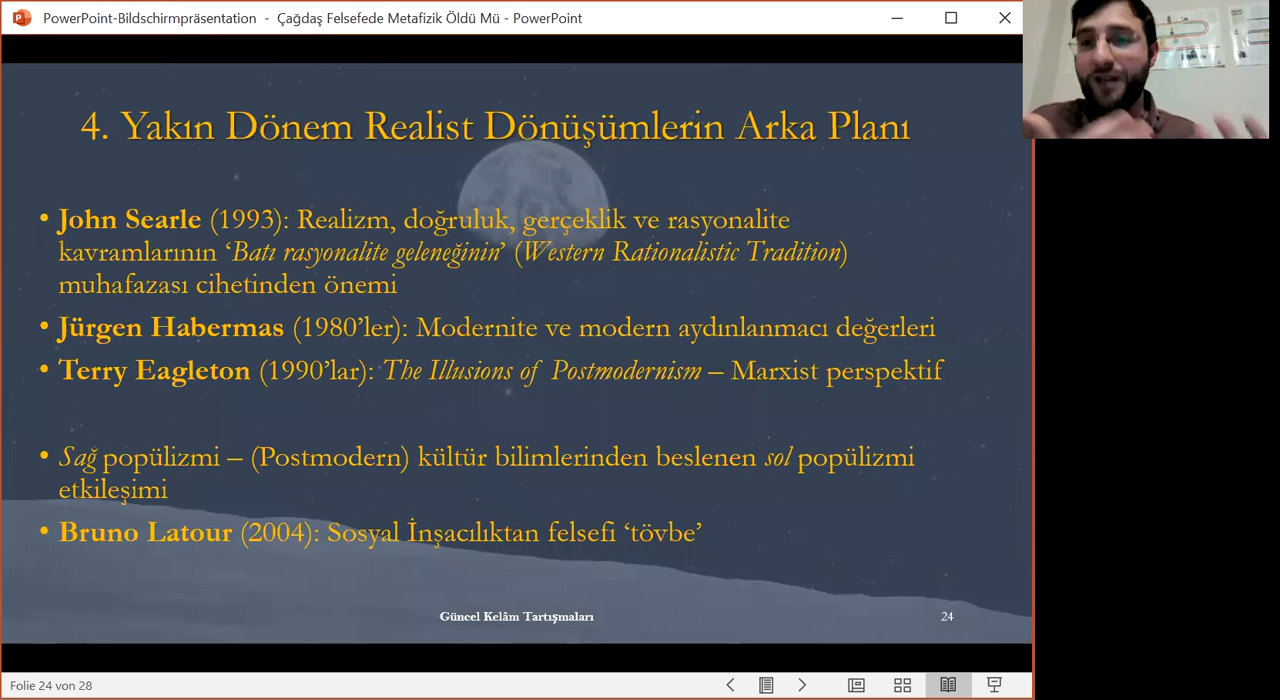 PowerPoint-Bildschirmpräsentation - Çağdaş Felsefede Metafizik Öldü Mü - PowerPoint
4. Yakın Dönem Realist Dönüşümlerin Arka Planı
• John Searle (1993): Realizm, doğruluk, gerçeklik ve rasyonalite
kavramlarının ‘Batı rasyonalite geleneğinin’ (Western Rationalistic Tradition)
muhafazası cihetinden önemi
• Jürgen Habermas (1980’ler): Modernite ve modern aydınlanmacı değerleri
• Terry Eagleton (1990’lar): The Illusions of Postmodernism – Marxist perspektif
• Sağ popülizmi – (Postmodern) kültür bilimlerinden beslenen sol popülizmi
etkileşimi
• Bruno Latour (2004): Sosyal İnşacılıktan felsefi ‘tövbe’
Güncel Kelâm Tartışmaları
24
Folie 24 von 28